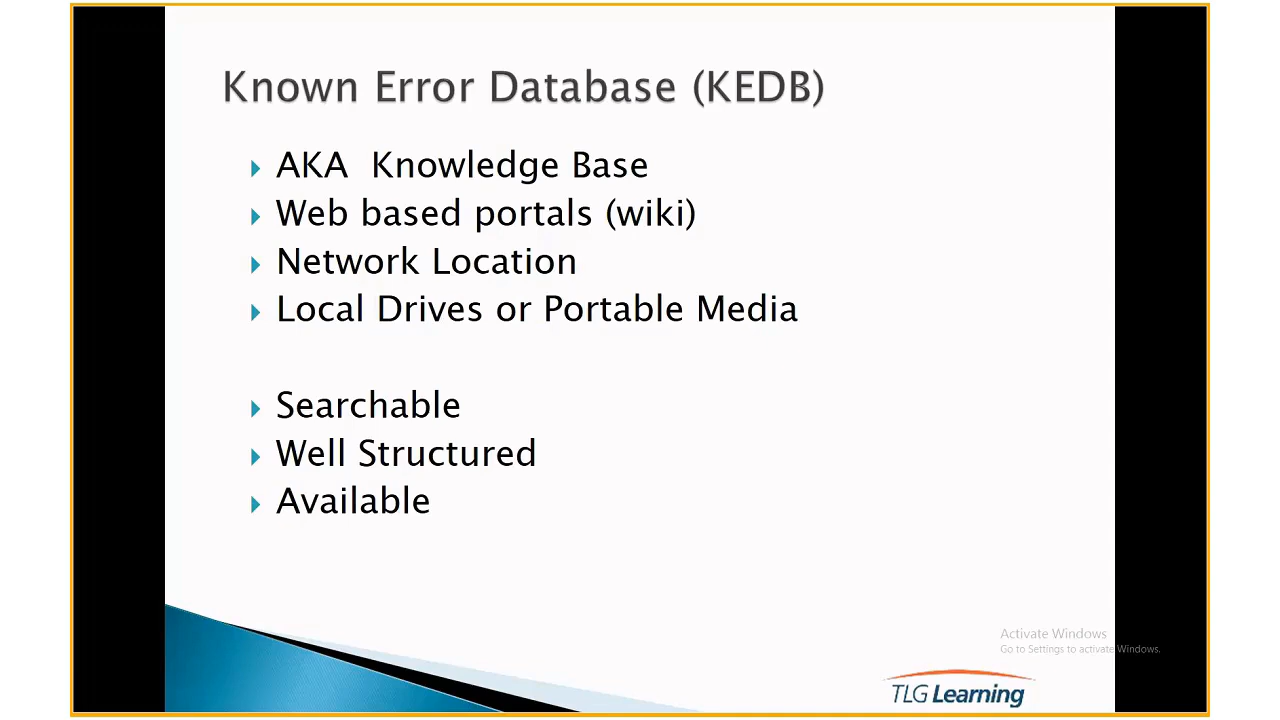 Known Error Database (KEDB)
AKA  Knowledge Base
Web based portals (wiki)
Network Location
Local Drives or Portable Media
Searchable
Well Structured
Available
Activate Windows
Go to Settings to activate Windows.
TLG Learning